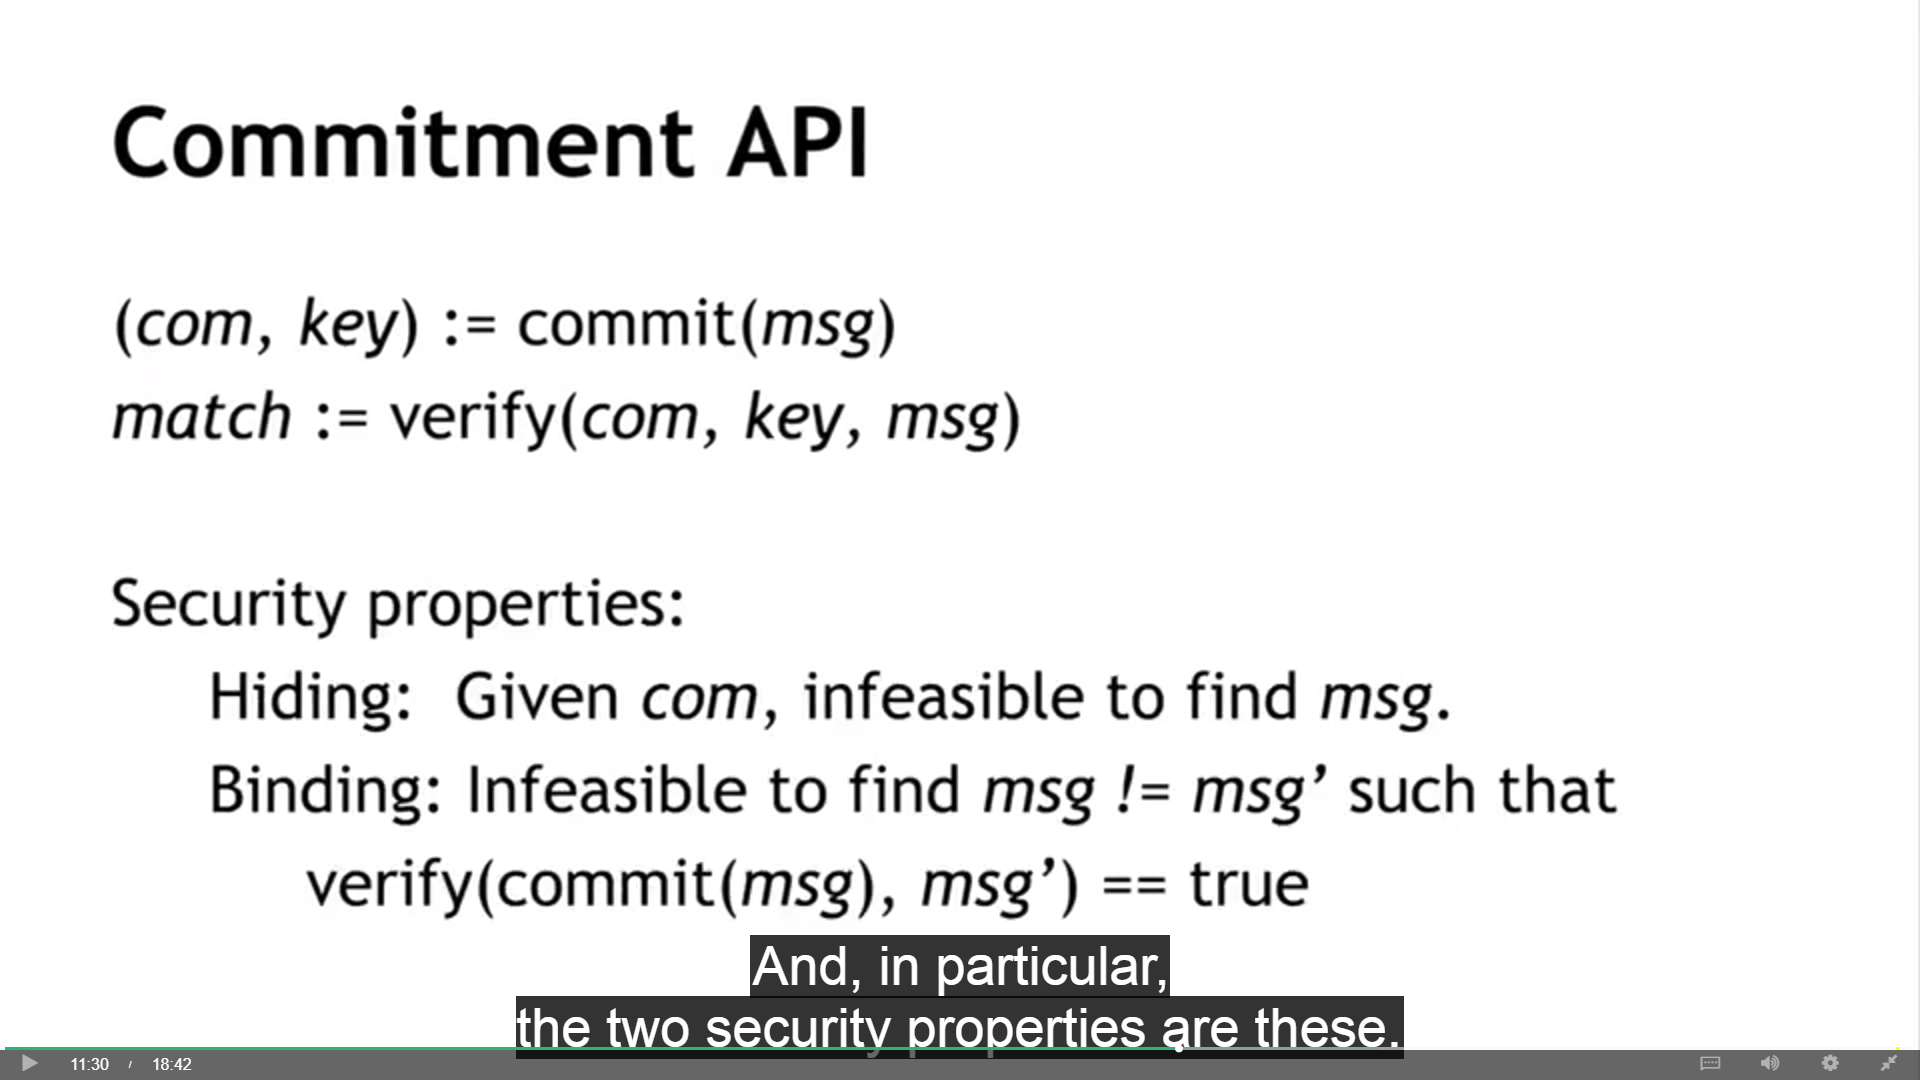 Commitment API
(com, key) := commit(msg)
match := verify(com, key, msg)
Security properties:
Hiding: Given com, infeasible to find msg.
Binding: Infeasible to find msg != msg’ such that
verify(commit(msg), msg’) == true
And, in particular,
the two security properties are these.
11:30 / 18:42